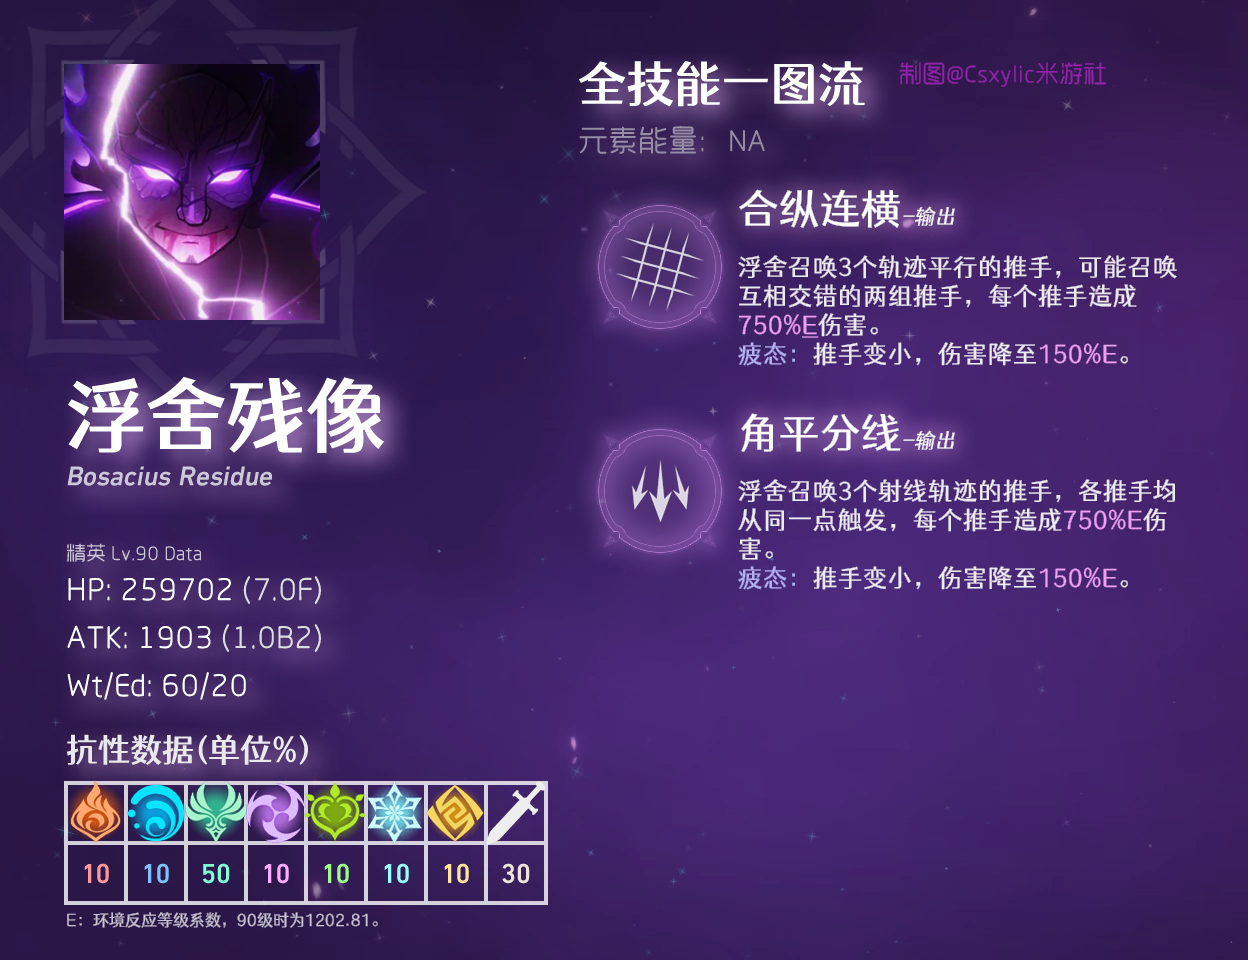 全技能一图流
制图@Csxylic米游社
元素能量： NA
合纵连横-输出
浮舍召唤3个轨迹平行的推手，可能召唤
互相交错的两组推手，每个推手造成
750%E伤害。
疲态：推手变小，伤害降至150%E。
角平分线-输出
浮舍召唤3个射线轨迹的推手，各推手均
从同一点触发，每个推手造成750%E伤
害。
疲态：推手变小，伤害降至150%E。
浮舍残像
Bosacius Residue
精英 Lv.90 Data
HP: 259702 (7.0F)
ATK: 1903 (1.0B2)
Wt/Ed: 60/20
抗性数据(单位%)
10 10 50 10 10 10 10 30
E：环境反应等级系数，90级时为1202.81。